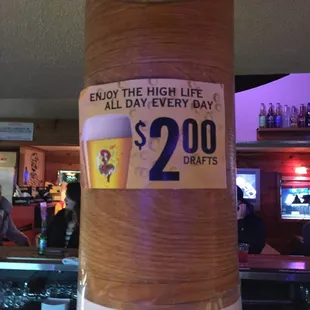 ENJOY THE HIGH LIFE
ALL DAY EVERY DAY
$2.00
DRAFTS